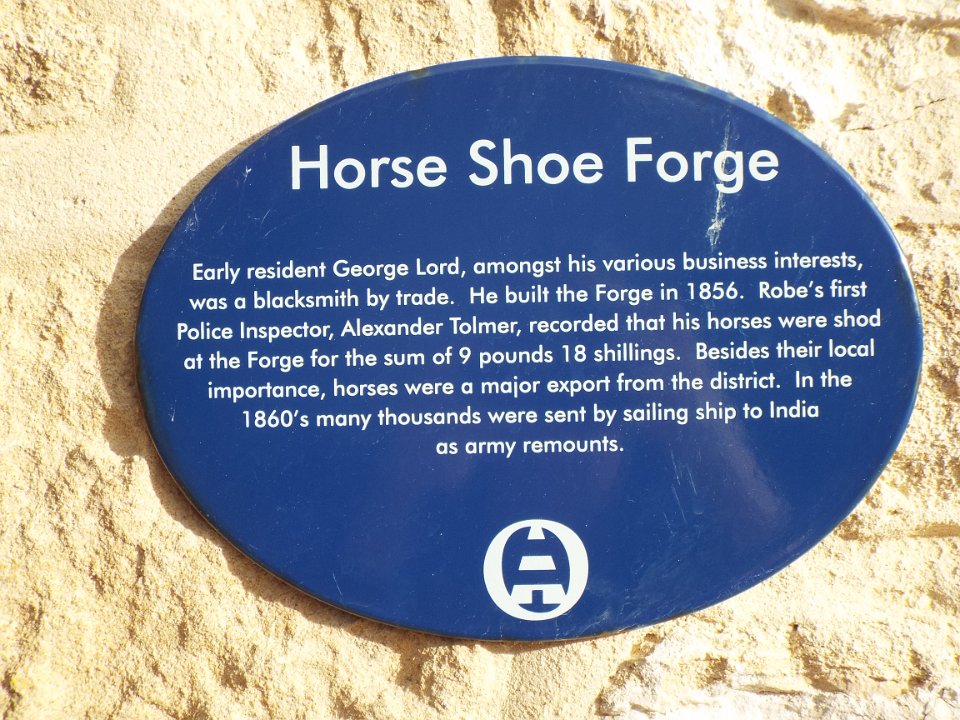 Horse Shoe Forge
Early resident George Lord, amongst his various business interests,
was a blacksmith by trade.  He built the Forge in 1856.  Robe's first
Police Inspector, Alexander Tolmer, recorded that his horses were shod
at the Forge for the sum of 9 pounds 18 shillings.  Besides their local
importance, horses were a major export from the district.  In the
1860's many thousands were sent by sailing ship to India
as army remounts.